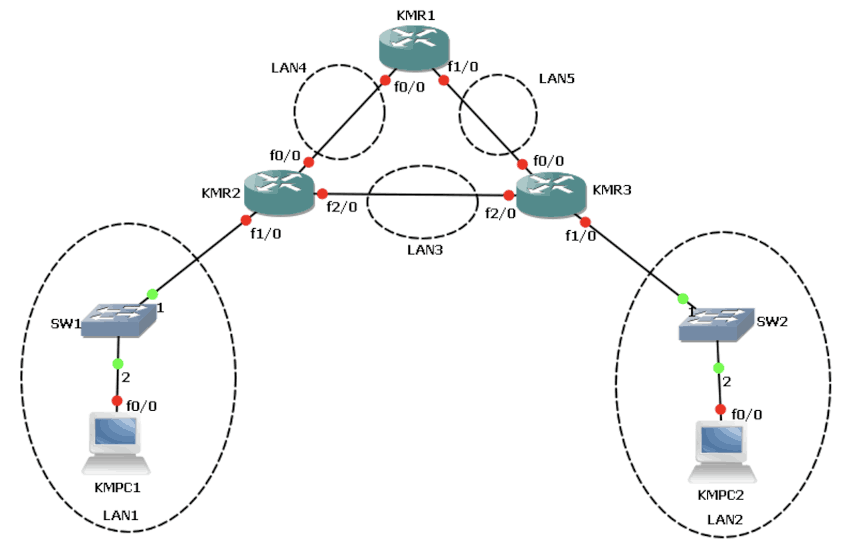 KMR1
LAN4
f1/0
LAN5
f0/0
f0/0
f0/0
KMR2
KMR3
f2/0
f2/0
f1/0
f1/0
LAN3
1
1
SW1
SW2
2
2
f0/0
f0/0
KMPC1
KMPC2
LAN1
LAN2